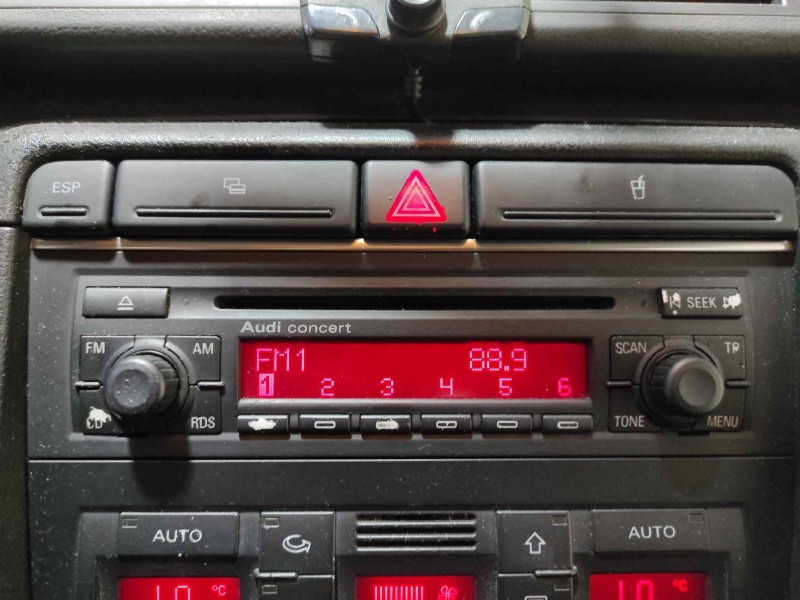 ESP
SEEK
Audi concert
FM AM FM1 88.9 SCAN TP
1 2 3 4 5 6
CD RDS TONE MENU
AUTO AUTO
°C °C